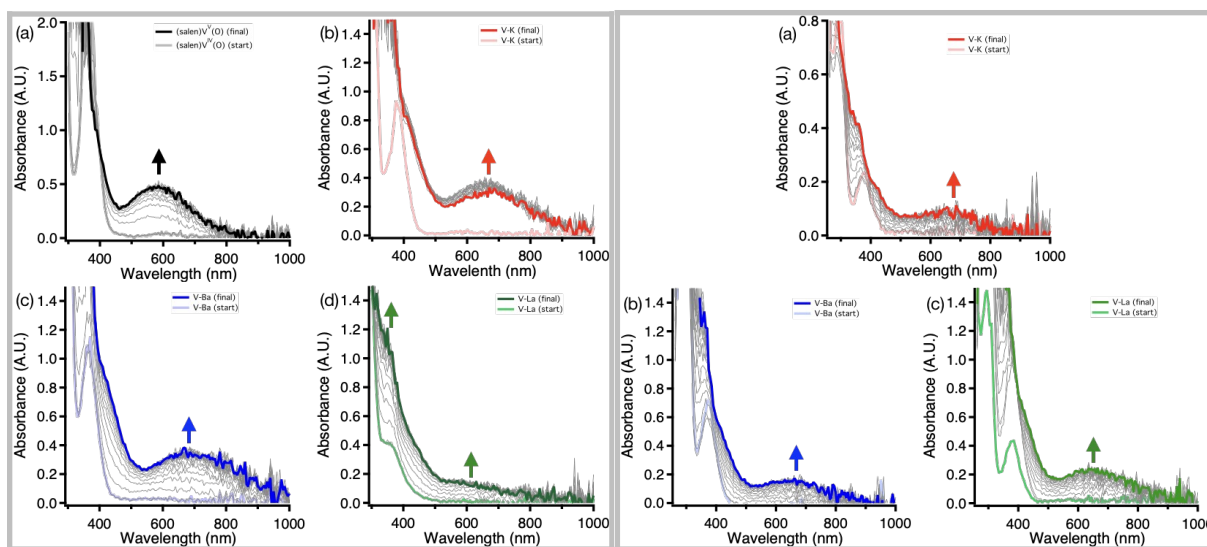 (a)
(salen)Vⱽ(O) (final)
(salen)Vᴵⱽ(O) (start)
Absorbance (A.U.)
2.0
1.5
1.0
0.5
0.0
400 600 800 1000
Wavelength (nm)
(b)
V-K (final)
V-K (start)
Absorbance (A.U.)
1.4
1.2
1.0
0.8
0.6
0.4
0.2
0.0
400 600 800 1000
Wavelenth (nm)
(c)
V-Ba (final)
V-Ba (start)
Absorbance (A.U.)
1.4
1.2
1.0
0.8
0.6
0.4
0.2
0.0
400 600 800 1000
Wavelength (nm)
(d)
V-La (final)
V-La (start)
Absorbance (A.U.)
1.4
1.2
1.0
0.8
0.6
0.4
0.2
0.0
400 600 800 1000
Wavelength (nm)
(a)
V-K (final)
V-K (start)
Absorbance (A.U.)
0.8
0.6
0.4
0.2
0.0
400 600 800 1000
Wavelength (nm)
(b)
V-Ba (final)
V-Ba (start)
Absorbance (A.U.)
1.4
1.2
1.0
0.8
0.6
0.4
0.2
0.0
400 600 800 1000
Wavelength (nm)
(c)
V-La (final)
V-La (start)
Absorbance (A.U.)
1.4
1.2
1.0
0.8
0.6
0.4
0.2
0.0
400 600 800 1000
Wavelength (nm)